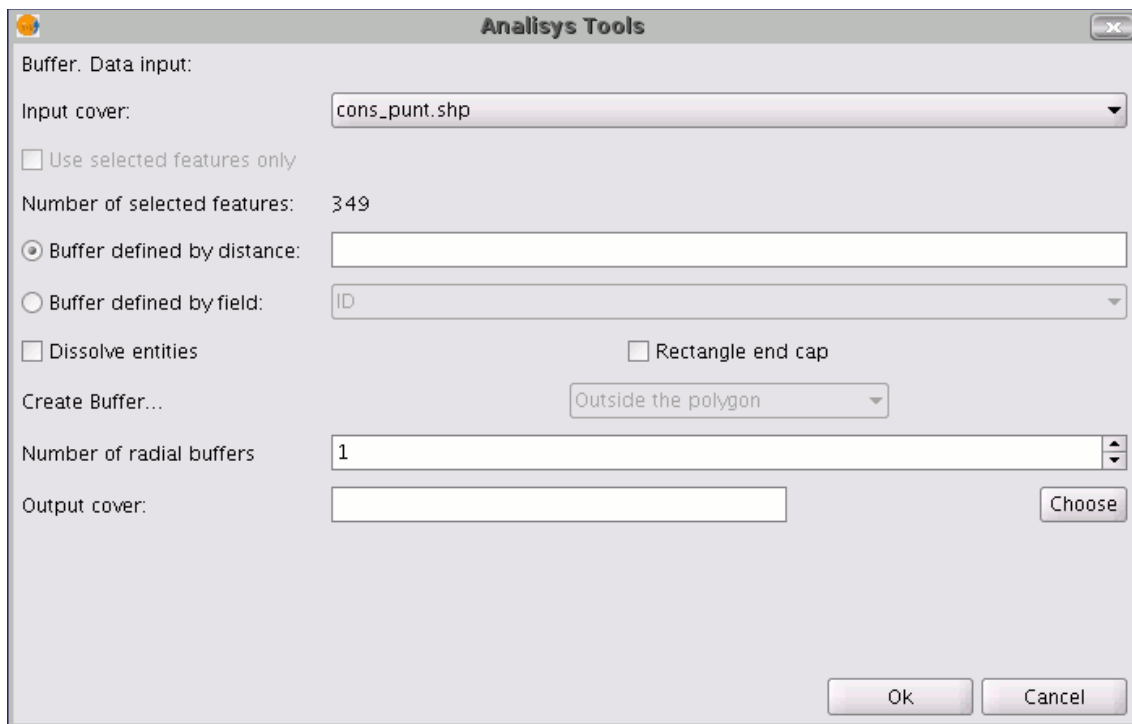 Analisys Tools
Buffer. Data input:
Input cover: cons_punt.shp
Use selected features only
Number of selected features: 349
Buffer defined by distance:
Buffer defined by field: ID
Dissolve entities Rectangle end cap
Create Buffer... Outside the polygon
Number of radial buffers 1
Output cover: Choose
Ok Cancel